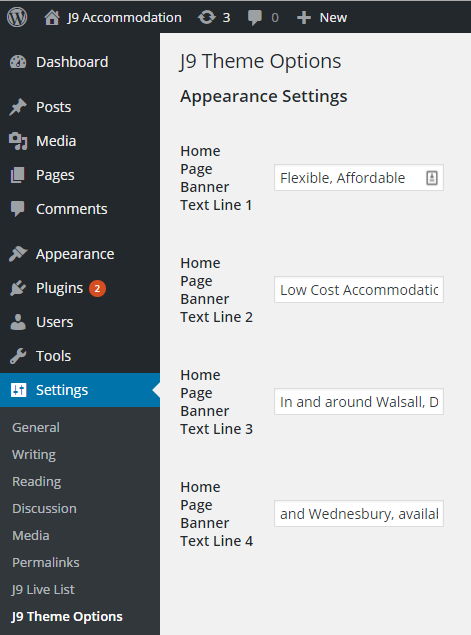 J9 Accommodation 3 0 New
Dashboard
Posts
Media
Pages
Comments
Appearance
Plugins 2
Users
Tools
Settings
General
Writing
Reading
Discussion
Media
Permalinks
J9 Live List
J9 Theme Options
J9 Theme Options
Appearance Settings
Home
Page
Banner
Text Line 1
Flexible, Affordable
Home
Page
Banner
Text Line 2
Low Cost Accommodatic
Home
Page
Banner
Text Line 3
In and around Walsall, D
Home
Page
Banner
Text Line 4
and Wednesbury, availal